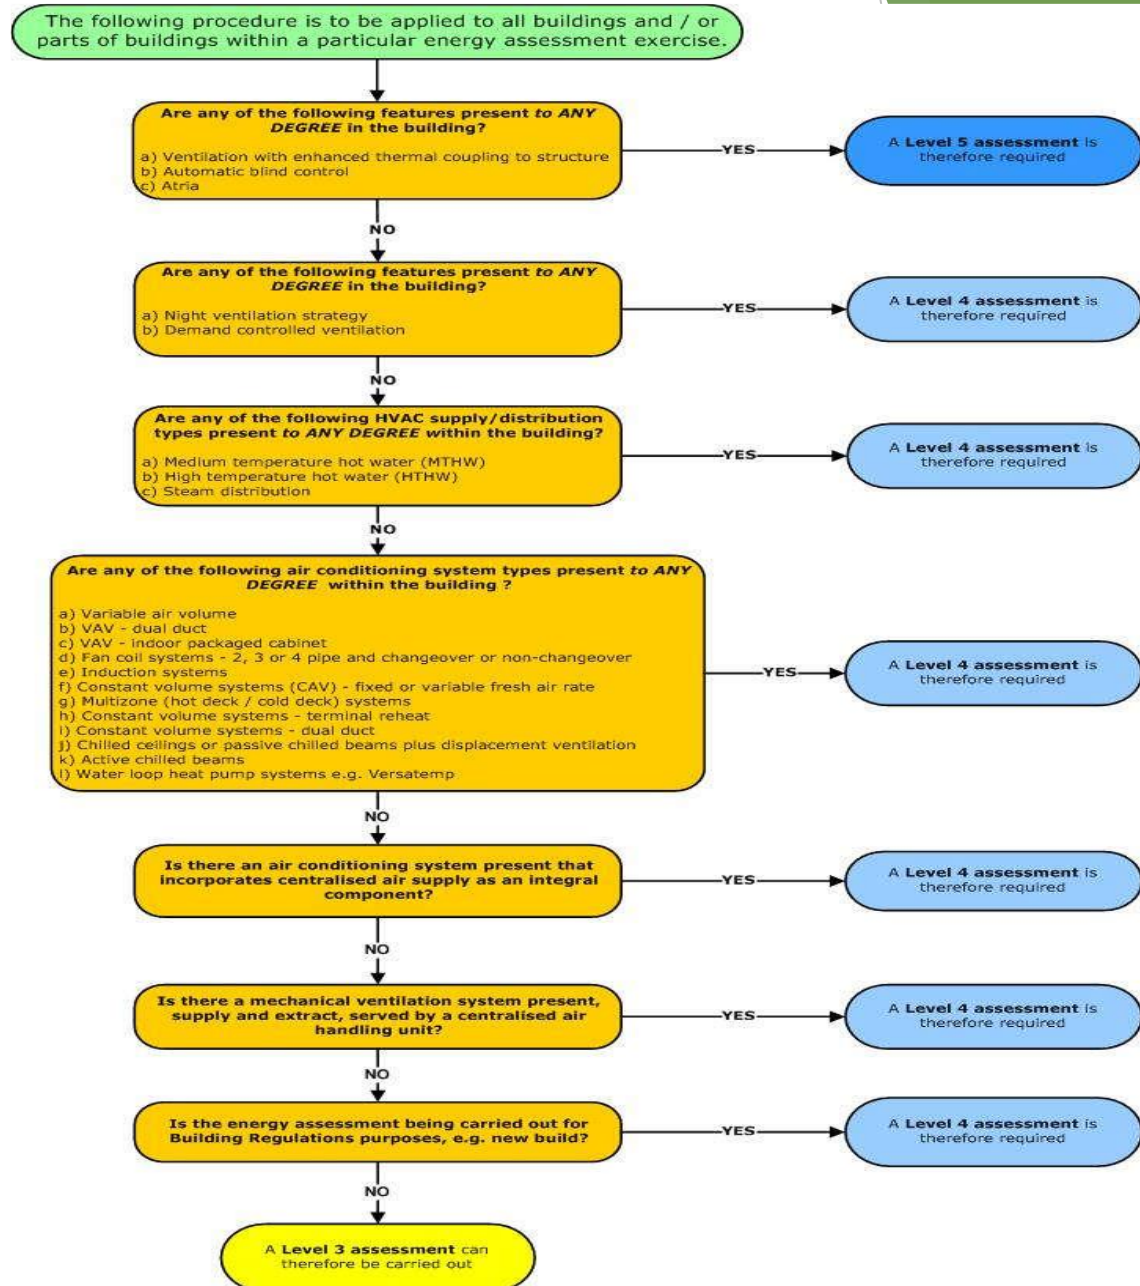 The following procedure is to be applied to all buildings and / or
parts of buildings within a particular energy assessment exercise.
Are any of the following features present to ANY
DEGREE in the building?
a) Ventilation with enhanced thermal coupling to structure
b) Automatic blind control
c) Atria
YES
A Level 5 assessment is
therefore required
NO
Are any of the following features present to ANY
DEGREE in the building?
a) Night ventilation strategy
b) Demand controlled ventilation
YES
A Level 4 assessment is
therefore required
NO
Are any of the following HVAC supply/distribution
types present to ANY DEGREE within the building?
a) Medium temperature hot water (MTHW)
b) High temperature hot water (HTHW)
c) Steam distribution
YES
A Level 4 assessment is
therefore required
NO
Are any of the following air conditioning system types present to ANY
DEGREE within the building ?
a) Variable air volume
b) VAV - dual duct
c) VAV - indoor packaged cabinet
d) Fan coil systems - 2, 3 or 4 pipe and changeover or non-changeover
e) Induction systems
f) Constant volume systems (CAV) - fixed or variable fresh air rate
g) Multizone (hot deck / cold deck) systems
h) Constant volume systems - terminal reheat
i) Constant volume systems - dual duct
j) Chilled ceilings or passive chilled beams plus displacement ventilation
k) Active chilled beams
l) Water loop heat pump systems e.g. Versatemp
YES
A Level 4 assessment is
therefore required
NO
Is there an air conditioning system present that
incorporates centralised air supply as an integral
component?
YES
A Level 4 assessment is
therefore required
NO
Is there a mechanical ventilation system present,
supply and extract, served by a centralised air
handling unit?
YES
A Level 4 assessment is
therefore required
NO
Is the energy assessment being carried out for
Building Regulations purposes, e.g. new build?
YES
A Level 4 assessment is
therefore required
NO
A Level 3 assessment can
therefore be carried out